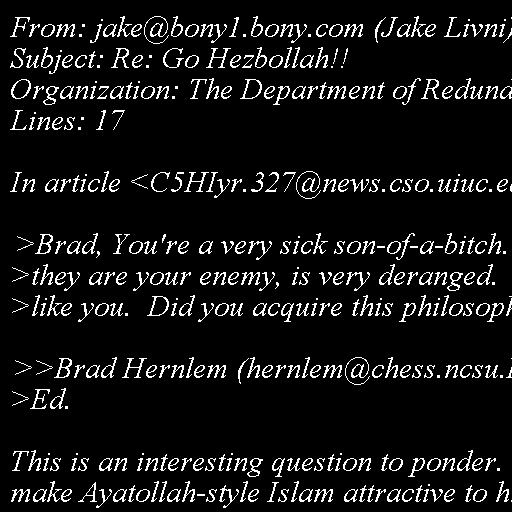 From: jake@bony1.bony.com (Jake Livni)
Subject: Re: Go Hezbollah!!
Organization: The Department of Redund
Lines: 17

In article <C5HIyr.327@news.cso.uiuc.e

>Brad, You're a very sick son-of-a-bitch.
>they are your enemy, is very deranged.
>like you.  Did you acquire this philosoph

>>Brad Hernlem (hernlem@chess.ncsu.
>Ed.

This is an interesting question to ponder.
make Ayatollah-style Islam attractive to h